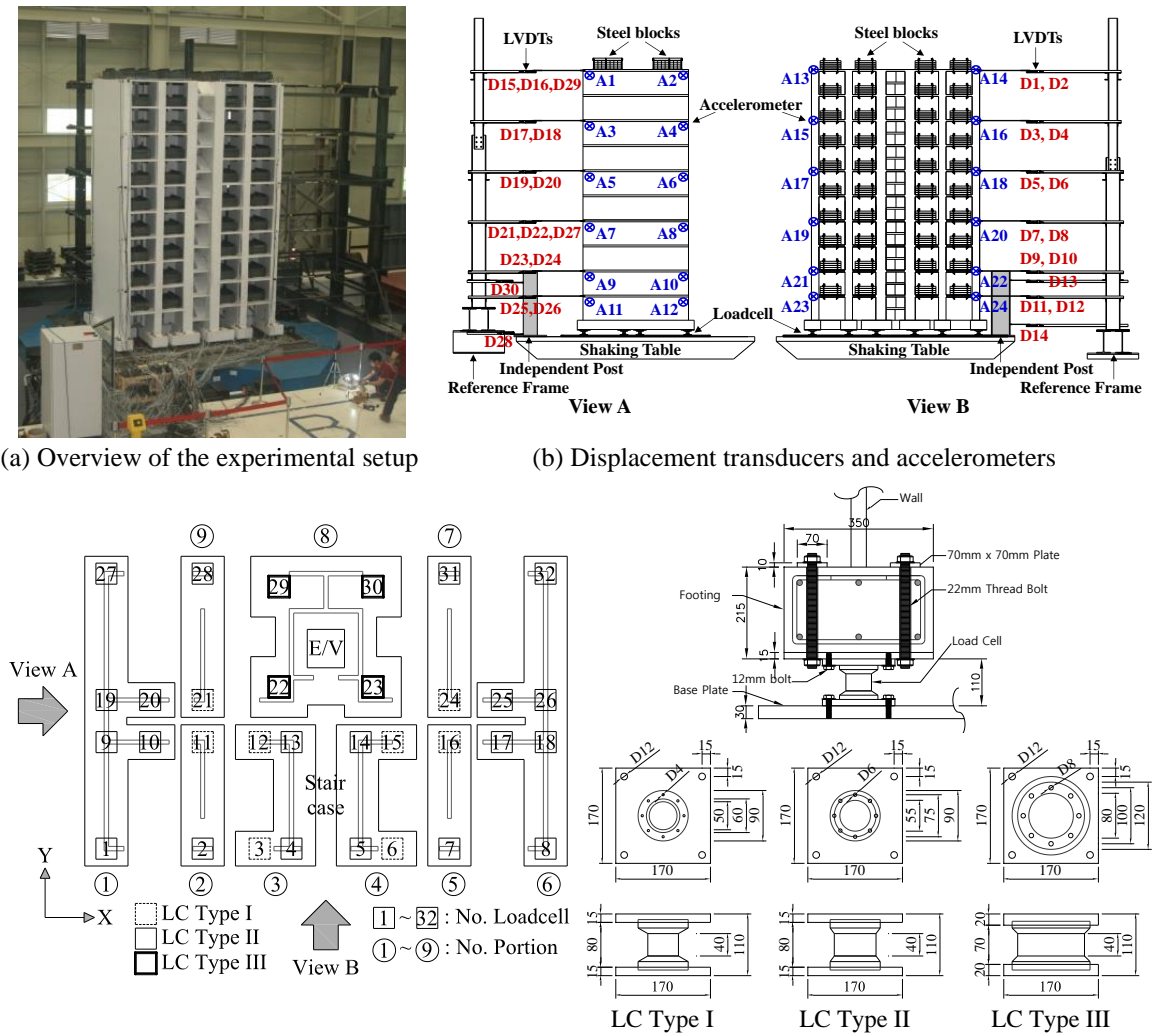 LVDTs
Steel blocks
D15,D16,D29
A1
A2
Accelerometer
D17,D18
A3
A4
D19,D20
A5
A6
D21,D22,D27
A7
A8
D23,D24
A9
A10
D30
D25,D26
A11
A12
Loadcell
D28
Shaking Table
Independent Post
Reference Frame
View A
Steel blocks
LVDTs
A13
A14
D1, D2
A15
A16
D3, D4
A17
A18
D5, D6
A19
A20
D7, D8
D9, D10
A21
A22
D13
A23
A24
D11, D12
D14
Shaking Table
Independent Post
Reference Frame
View B
(a) Overview of the experimental setup
(b) Displacement transducers and accelerometers
⑨ ⑧ ⑦
27 28 29 30 31 32
E/V
View A
22 23
19 20 21 24 25 26
9 10 11 12 13 14 15 16 17 18
Stair
case
1 2 3 4 5 6 7 8
Y
X
① ② ③ ④ ⑤ ⑥
LC Type I
LC Type II
LC Type III
View B
1 ~ 32 : No. Loadcell
① ~ ⑨ : No. Portion
Wall
350
70
10
70mm x 70mm Plate
22mm Thread Bolt
Footing
215
15
Load Cell
12mm bolt
110
Base Plate
30
D12
D4
15
15
170
50
60
90
170
D12
D6
15
15
170
55
75
90
170
D12
D8
15
15
170
80
100
120
170
15
80
15
40
110
170
15
80
15
40
110
170
20
70
20
40
110
170
LC Type I
LC Type II
LC Type III